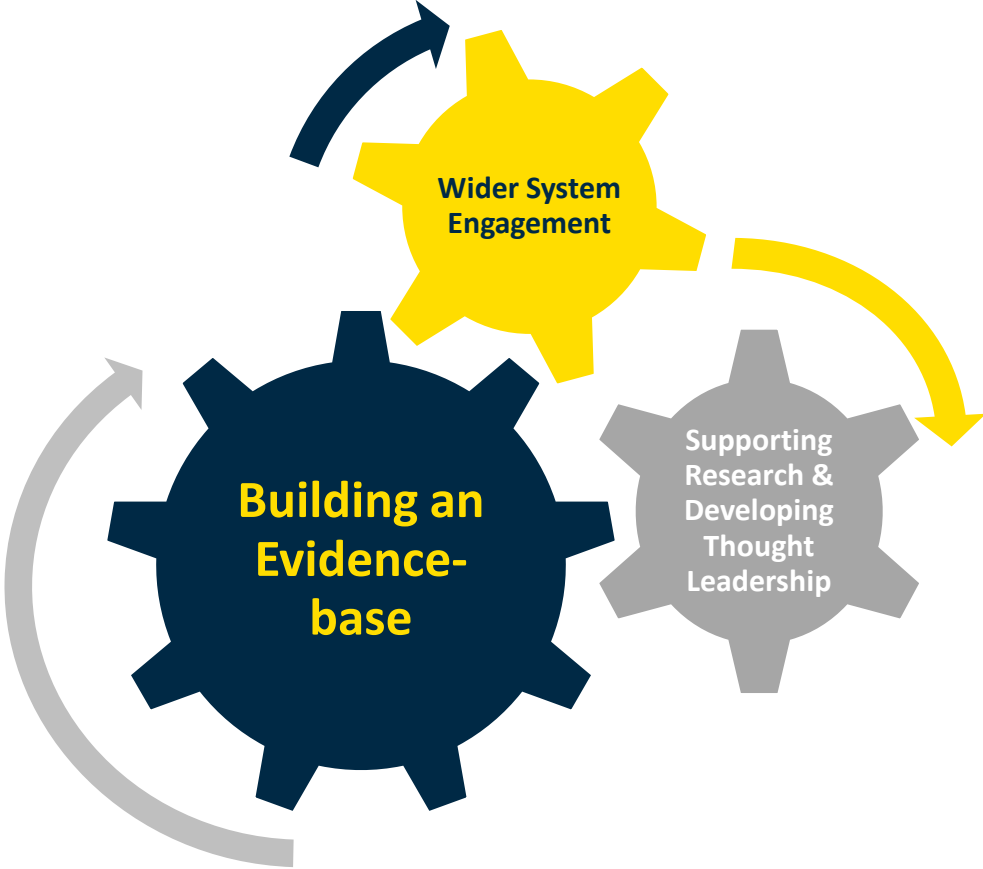 Wider System
Engagement
Building an
Evidence-
base
Supporting
Research &
Developing
Thought
Leadership